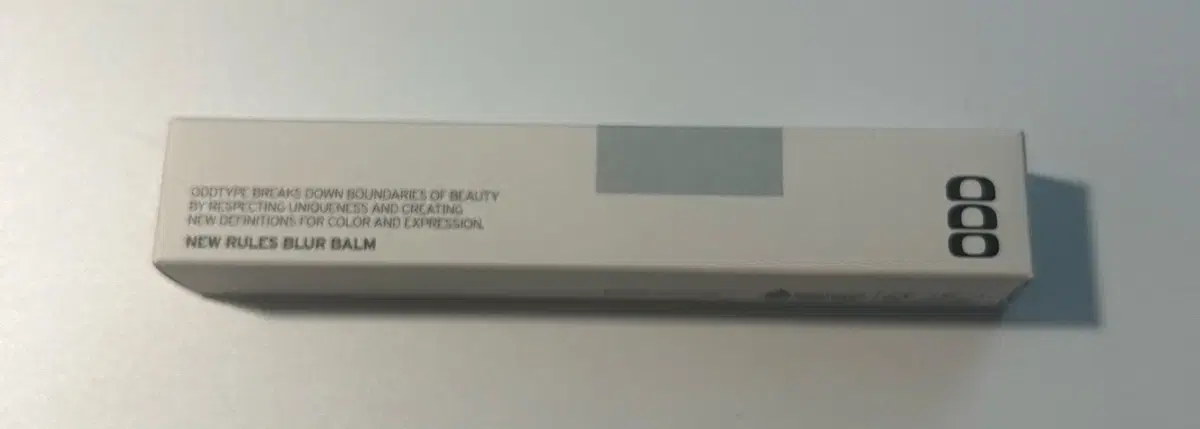 ODDTYPE BREAKS DOWN BOUNDARIES OF BEAUTY
BY RESPECTING UNIQUENESS AND CREATING
NEW DEFINITIONS FOR COLOR AND EXPRESSION.
NEW RULES BLUR BALM